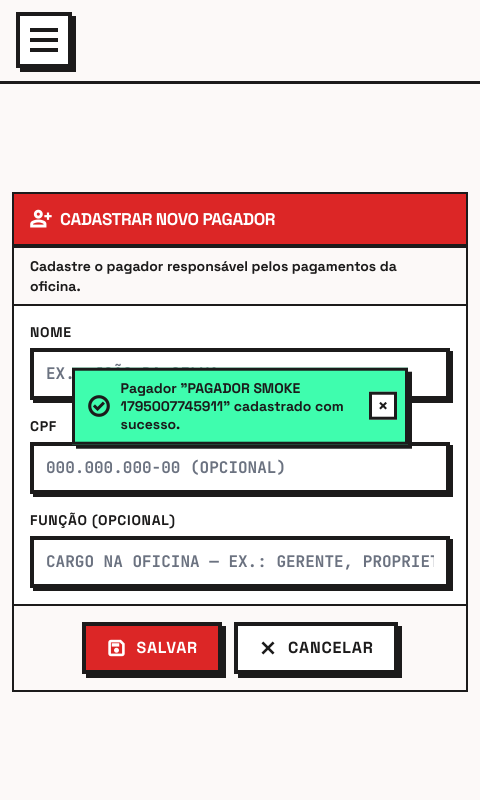 CADASTRAR NOVO PAGADOR
Cadastre o pagador responsável pelos pagamentos da
oficina.
NOME
EX.
Pagador "PAGADOR SMOKE
1795007745911" cadastrado com
sucesso.
CPF
000.000.000-00 (OPCIONAL)
FUNÇÃO (OPCIONAL)
CARGO NA OFICINA — EX.: GERENTE, PROPRIET
SALVAR
CANCELAR